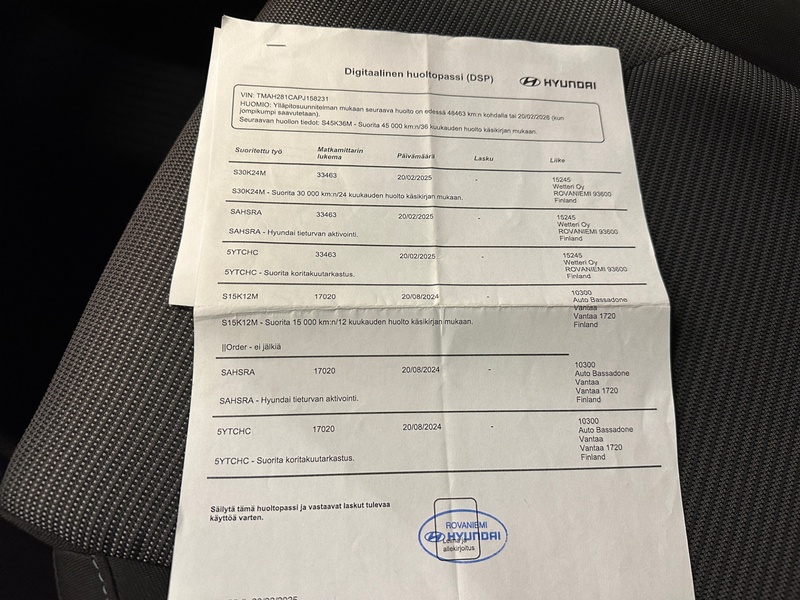 Digitaalinen huoltopassi (DSP)
HYUNDAI
VIN: TMAH281CAPJ158231
HUOMIO: Ylläpitosuunnitelman mukaan seuraava huolto on edessä 48463 km:n kohdalla tai 20/02/2026 (kun
jompikumpi saavutetaan).
Seuraavan huollon tiedot: S45K36M - Suorita 45 000 km:n/36 kuukauden huolto käsikirjan mukaan.
Suoritettu työ Matkamittarin lukema Päivämäärä Lasku Liike
S30K24M 33463 20/02/2025 - 15245
Wetteri Oy
ROVANIEMI 93600
Finland
S30K24M - Suorita 30 000 km:n/24 kuukauden huolto käsikirjan mukaan.
SAHSRA 33463 20/02/2025 - 15245
Wetteri Oy
ROVANIEMI 93600
Finland
SAHSRA - Hyundai tieturvan aktivointi.
5YTCHC 33463 20/02/2025 - 15245
Wetteri Oy
ROVANIEMI 93600
Finland
5YTCHC - Suorita koritakuutarkastus.
S15K12M 17020 20/08/2024 - 10300
Auto Bassadone
Vantaa
Vantaa 1720
Finland
S15K12M - Suorita 15 000 km:n/12 kuukauden huolto käsikirjan mukaan.
||Order - ei jälkiä
SAHSRA 17020 20/08/2024 - 10300
Auto Bassadone
Vantaa
Vantaa 1720
Finland
SAHSRA - Hyundai tieturvan aktivointi.
5YTCHC 17020 20/08/2024 - 10300
Auto Bassadone
Vantaa
Vantaa 1720
Finland
5YTCHC - Suorita koritakuutarkastus.
Säilytä tämä huoltopassi ja vastaavat laskut tulevaa
käyttöä varten.
ROVANIEMI
HYUNDAI
Leima ja
allekirjoitus